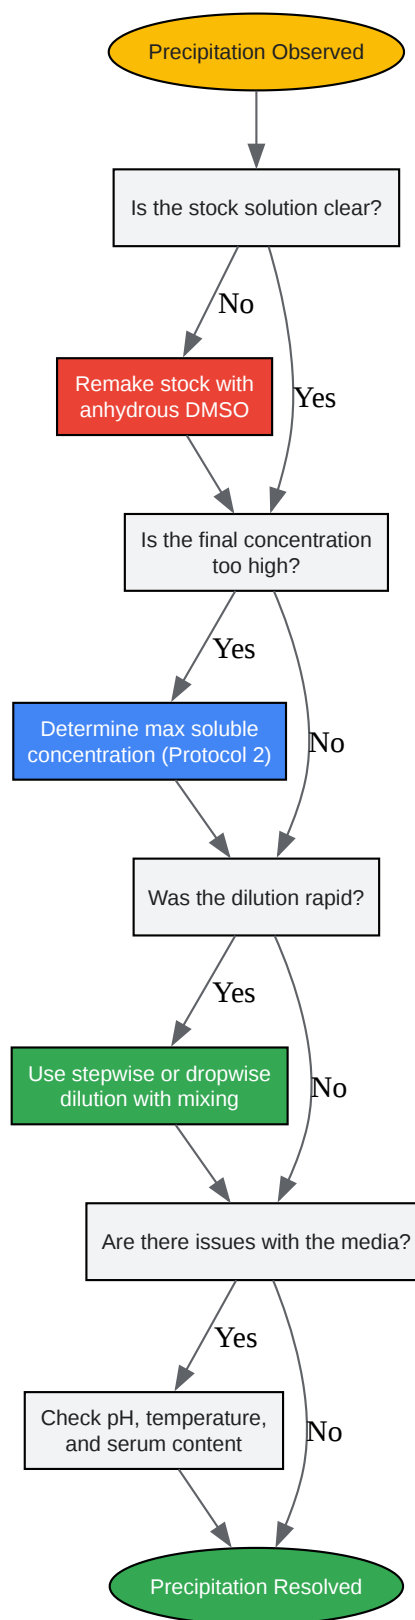 Precipitation Observed
Is the stock solution clear?
No
Remake stock with
anhydrous DMSO
Yes
Is the final concentration
too high?
Yes
Determine max soluble
concentration (Protocol 2)
No
Was the dilution rapid?
Yes
Use stepwise or dropwise
dilution with mixing
No
Are there issues with the media?
Yes
Check pH, temperature,
and serum content
No
Precipitation Resolved